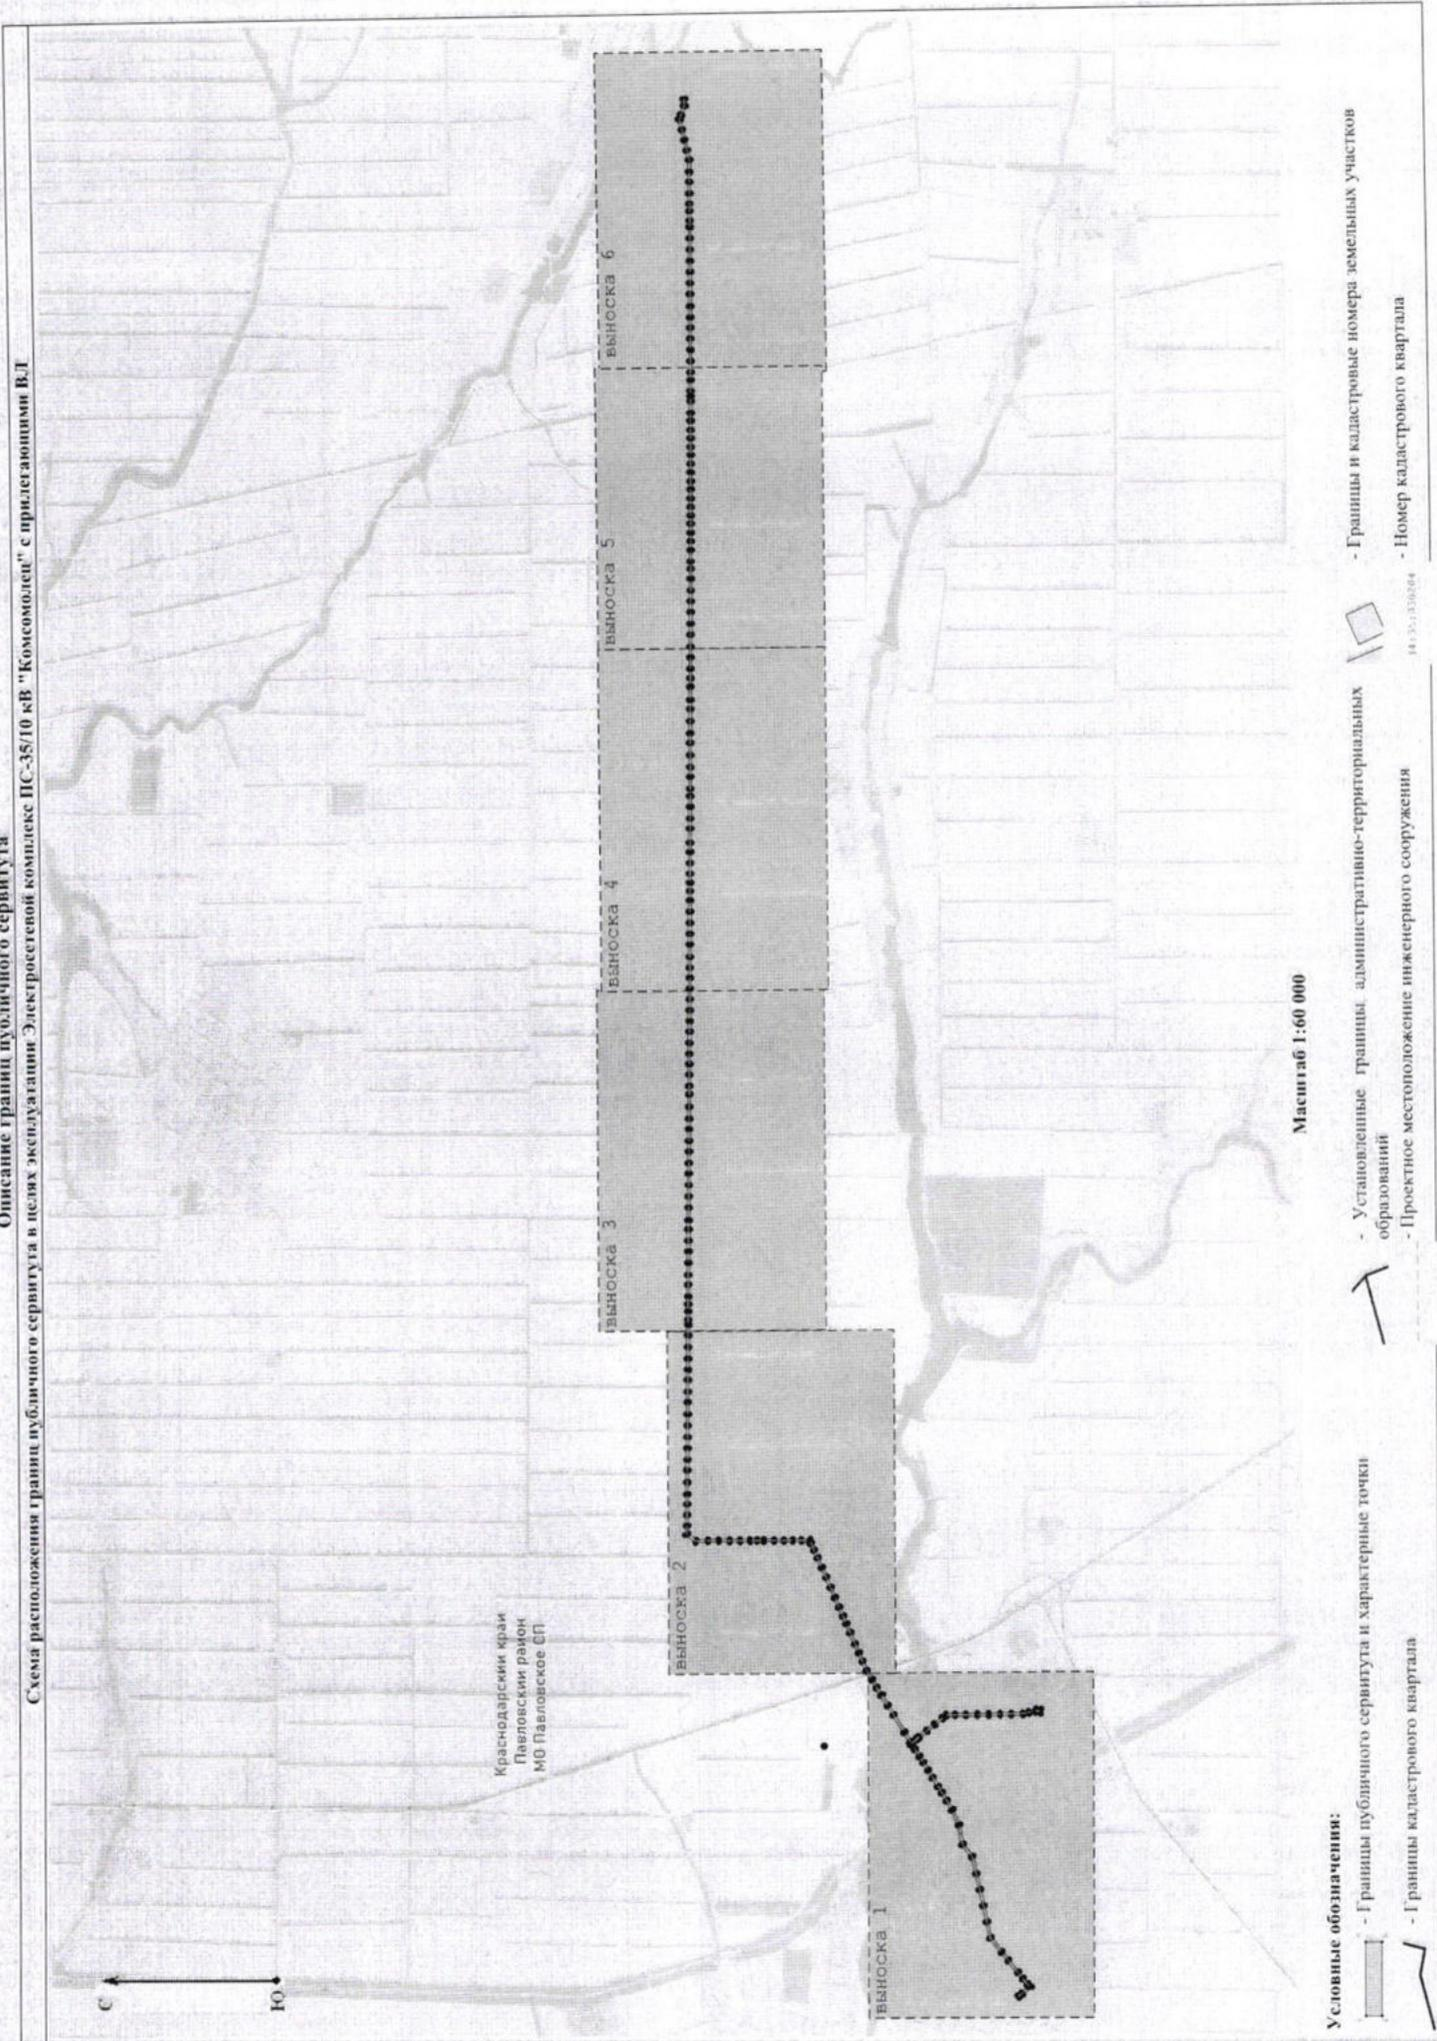 Описание границ публичного сервитута
Схема расположения границ публичного сервитута в целях эксплуатации Электросетевой комплекс ПС-35/10 кВ "Комсомолец" с прилегающими ВЛ
С
Ю
Краснодарский край
Павловский район
МО Павловское СП
выноска 1
выноска 2
выноска 3
выноска 4
выноска 5
выноска 6
Масштаб 1:60 000
Условные обозначения:
- Границы публичного сервитута и характерные точки
- Границы кадастрового квартала
- Установленные границы административно-территориальных
образований
- Проектное местоположение инженерного сооружения
- Границы и кадастровые номера земельных участков
- Номер кадастрового квартала